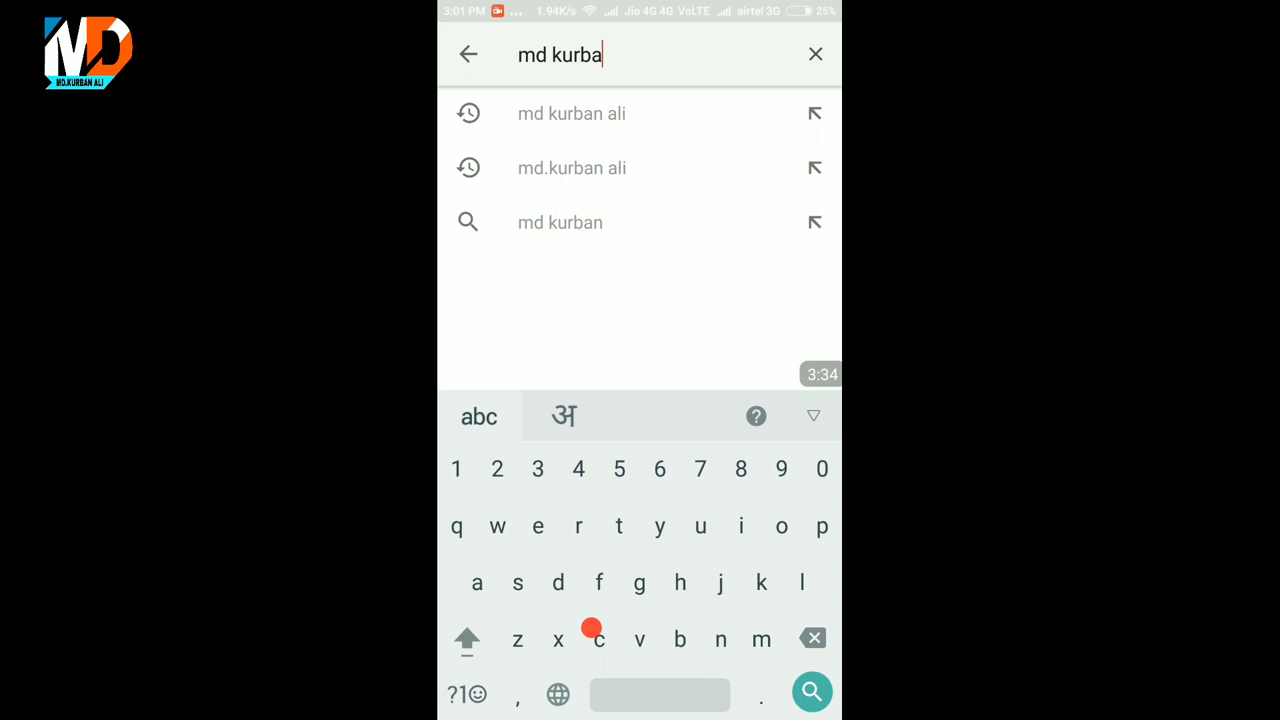 MD
MD.KURBAN ALI
3:01 PM ... 1.94K/s Jio 4G 4G VoLTE airtel 3G 25%
md kurba
md kurban ali
md.kurban ali
md kurban
3:34
abc अ
1 2 3 4 5 6 7 8 9 0
q w e r t y u i o p
a s d f g h j k l
z x c v b n m
?1☺ , .